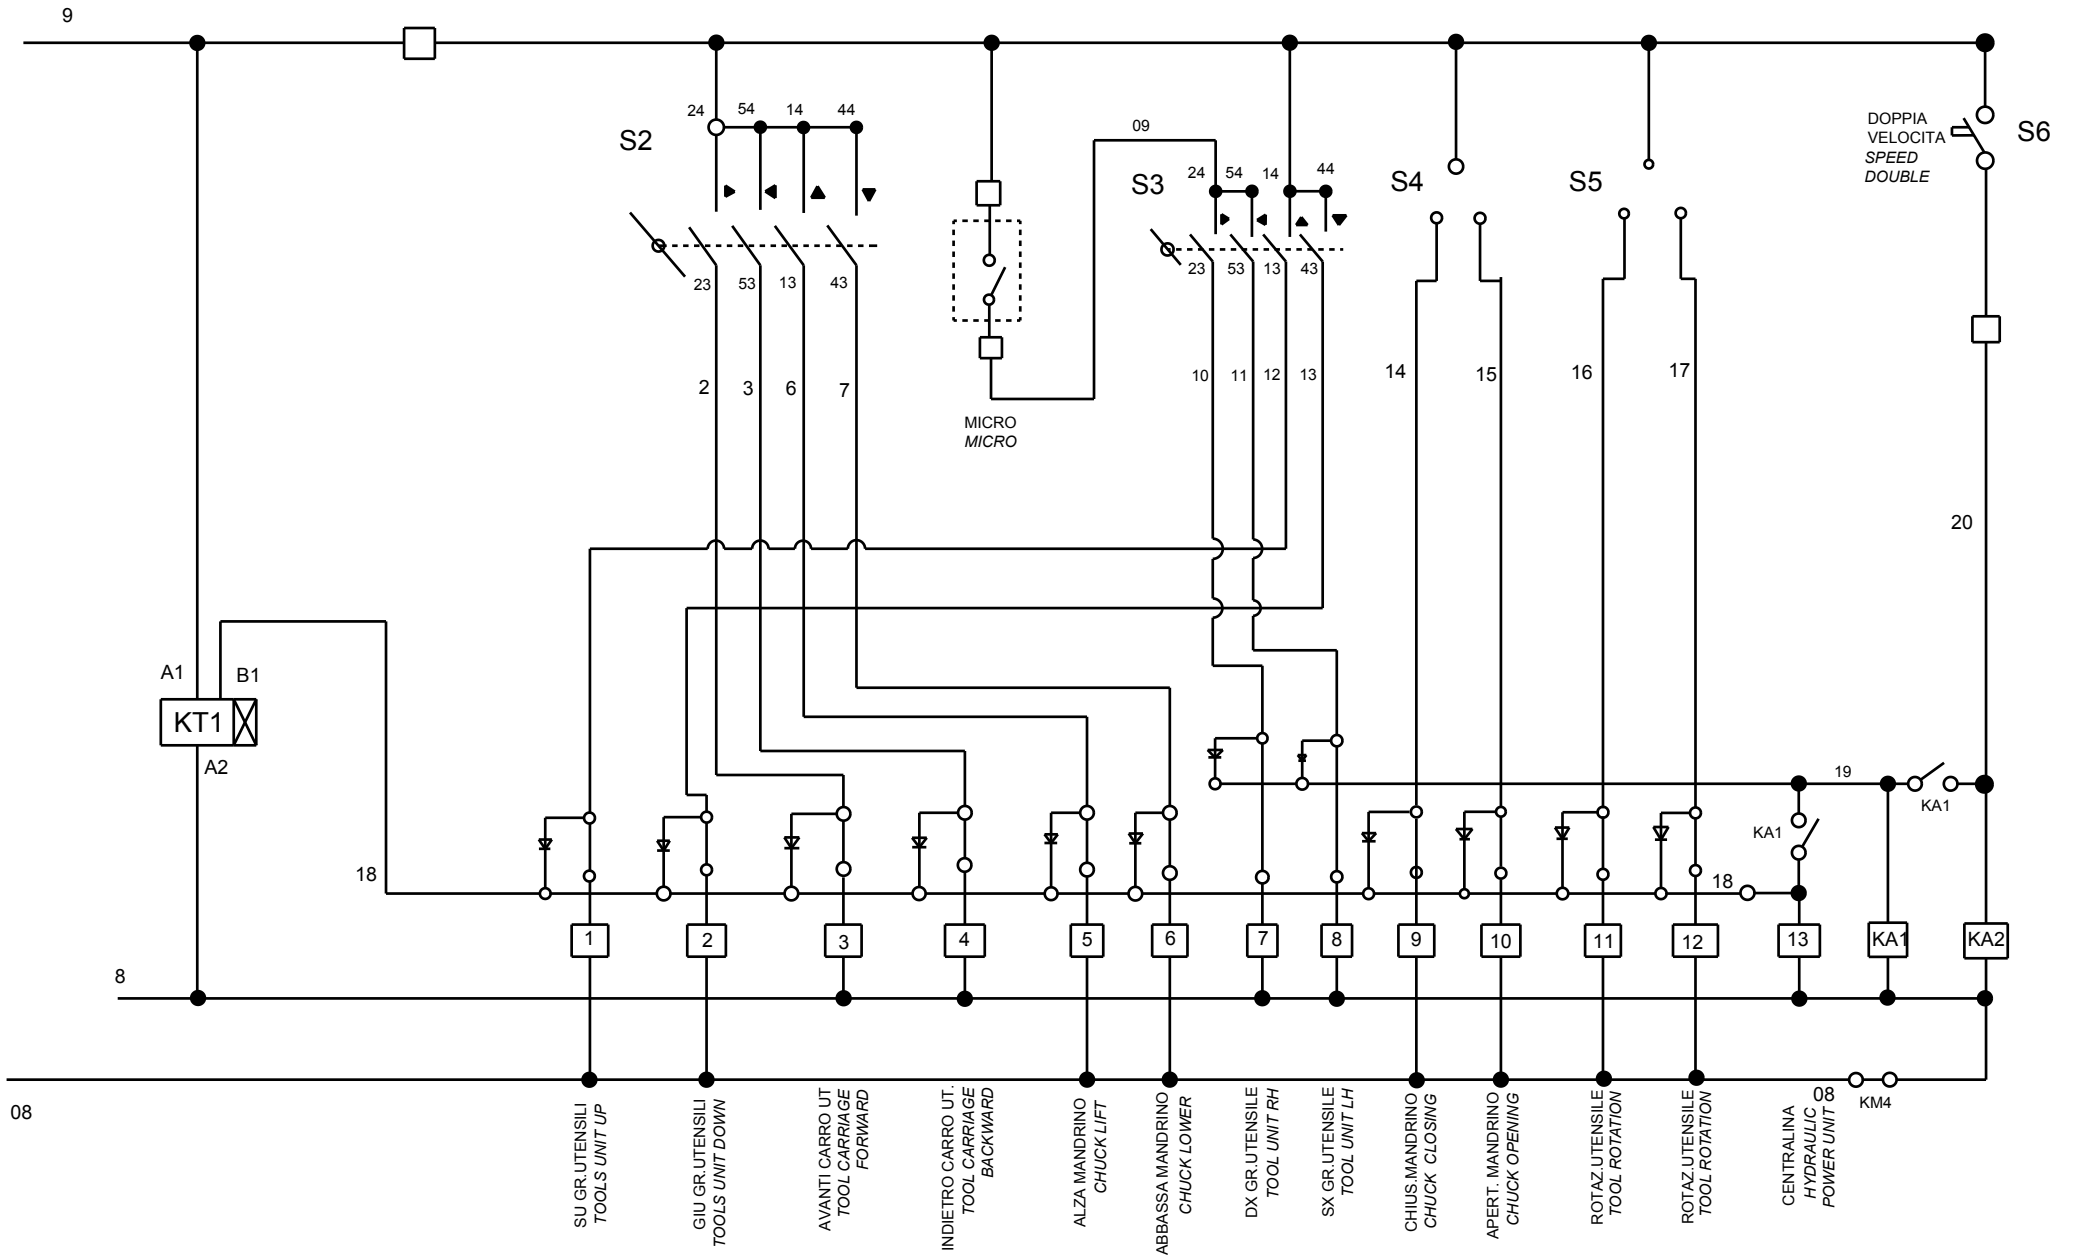 9
24
54
14
44
S2
23
53
13
43
2
3
6
7
MICRO
MICRO
09
24
54
14
44
S3
23
53
13
43
10
11
12
13
S4
14
15
S5
16
17
DOPPIA
VELOCITA
SPEED
DOUBLE
S6
20
A1
B1
KT1
A2
18
19
KA1
KA1
18
1
2
3
4
5
6
7
8
9
10
11
12
13
KA1
KA2
8
08
08
KM4
SU GR.UTENSILI
TOOLS UNIT UP
GIU GR.UTENSILI
TOOLS UNIT DOWN
AVANTI CARRO UT
TOOL CARRIAGE
FORWARD
INDIETRO CARRO UT.
TOOL CARRIAGE
BACKWARD
ALZA MANDRINO
CHUCK LIFT
ABBASSA MANDRINO
CHUCK LOWER
DX GR.UTENSILE
TOOL UNIT RH
SX GR.UTENSILE
TOOL UNIT LH
CHIUS.MANDRINO
CHUCK CLOSING
APERT. MANDRINO
CHUCK OPENING
ROTAZ.UTENSILE
TOOL ROTATION
ROTAZ.UTENSILE
TOOL ROTATION
CENTRALINA
HYDRAULIC
POWER UNIT